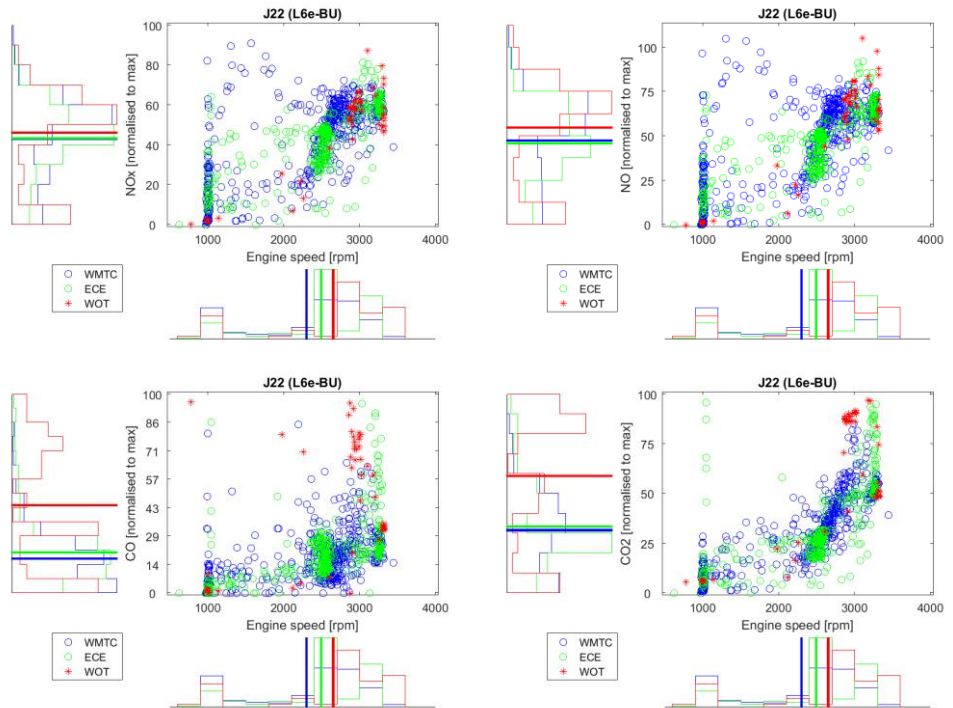 J22 (L6e-BU)
NOx [normalised to max]
100
80
60
40
20
0
1000 2000 3000 4000
Engine speed [rpm]
WMTC
ECE
WOT
J22 (L6e-BU)
NO [normalised to max]
100
75
50
25
0
1000 2000 3000 4000
Engine speed [rpm]
WMTC
ECE
WOT
J22 (L6e-BU)
CO [normalised to max]
100
86
71
57
43
29
14
0
1000 2000 3000 4000
Engine speed [rpm]
WMTC
ECE
WOT
J22 (L6e-BU)
CO2 [normalised to max]
100
75
50
25
0
1000 2000 3000 4000
Engine speed [rpm]
WMTC
ECE
WOT